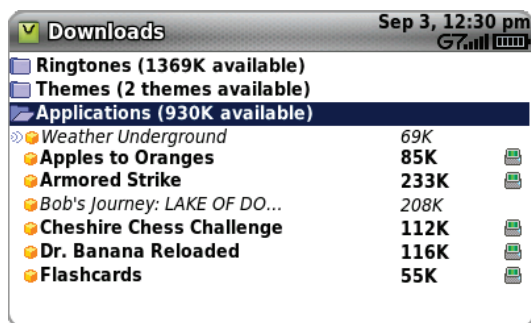 Downloads Sep 3, 12:30 pm
G7
Ringtones (1369K available)
Themes (2 themes available)
Applications (930K available)
Weather Underground 69K
Apples to Oranges 85K
Armored Strike 233K
Bob's Journey: LAKE OF DO... 208K
Cheshire Chess Challenge 112K
Dr. Banana Reloaded 116K
Flashcards 55K